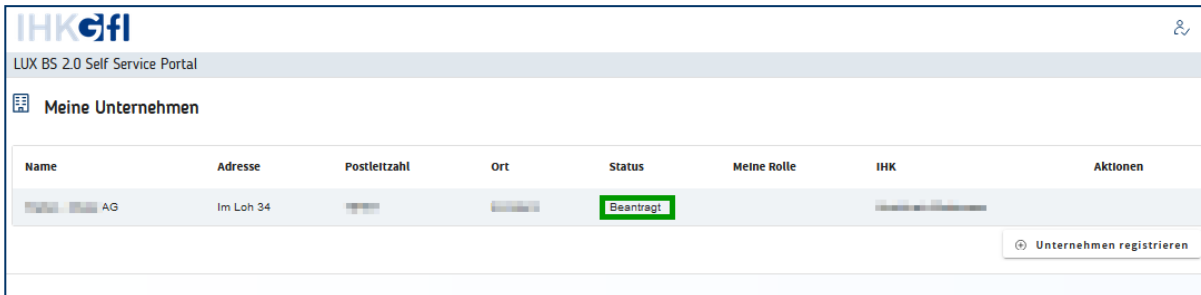 IHKGfI
LUX BS 2.0 Self Service Portal
Meine Unternehmen
Name Adresse Postleitzahl Ort Status Meine Rolle IHK Aktionen
AG Im Loh 34 Beantragt
Unternehmen registrieren